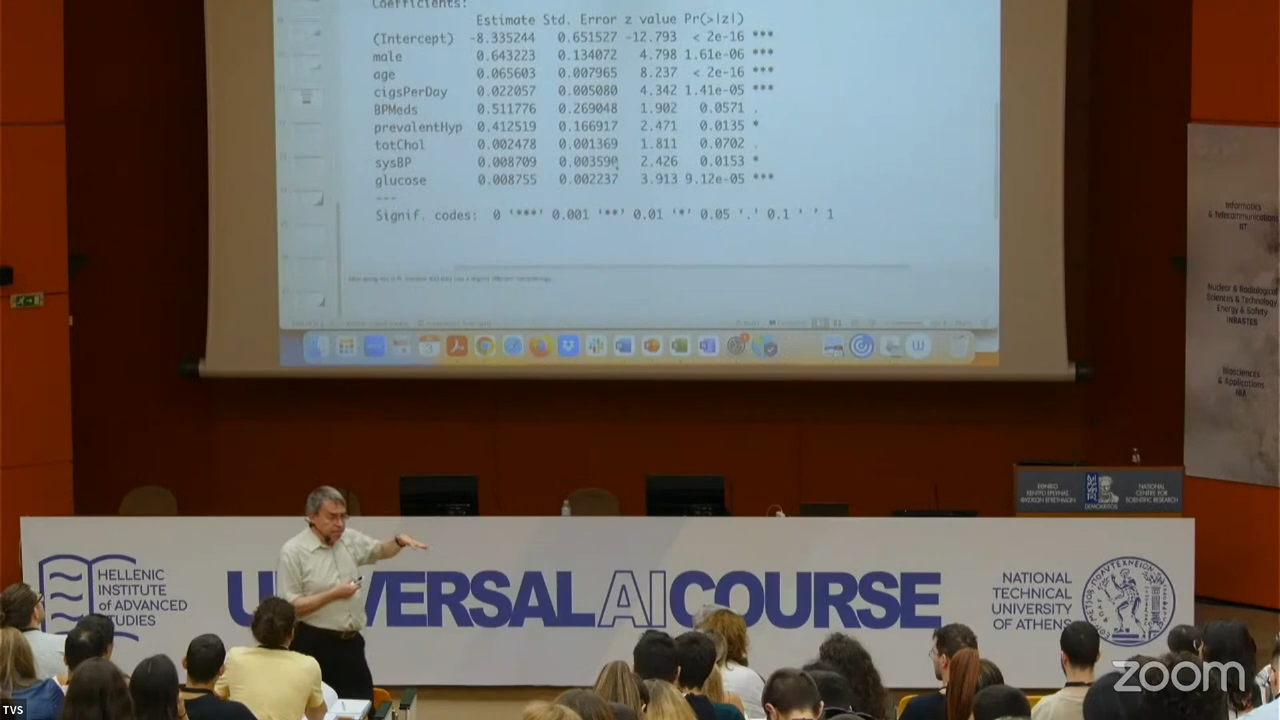 Coefficients:
Estimate Std. Error z value Pr(>|z|)
(Intercept) -8.335244 0.651527 -12.793 < 2e-16 ***
male 0.643223 0.134072 4.798 1.61e-06 ***
age 0.065603 0.007965 8.237 < 2e-16 ***
cigsPerDay 0.022057 0.005080 4.342 1.41e-05 ***
BPMeds 0.511776 0.269048 1.902 0.0571 .
prevalentHyp 0.412519 0.166917 2.471 0.0135 *
totChol 0.002478 0.001369 1.811 0.0702 .
sysBP 0.008709 0.003590 2.426 0.0153 *
glucose 0.008755 0.002237 3.913 9.12e-05 ***
---
Signif. codes: 0 '***' 0.001 '**' 0.01 '*' 0.05 '.' 0.1 ' ' 1
Informatics
& Telecommunications
IIT
Nuclear & Radiological
Sciences & Technology
Energy & Safety
INRASTES
Biosciences
& Applications
ΕΘΝΙΚΟ
ΚΕΝΤΡΟ ΕΡΕΥΝΑΣ
ΦΥΣΙΚΩΝ ΕΠΙΣΤΗΜΩΝ
DEMOKRITOS
NATIONAL
CENTRE FOR
SCIENTIFIC RESEARCH
HELLENIC
INSTITUTE
of ADVANCED
STUDIES
U VERSAL AI COURSE
NATIONAL
TECHNICAL
UNIVERSITY
OF ATHENS
zoom
TVS